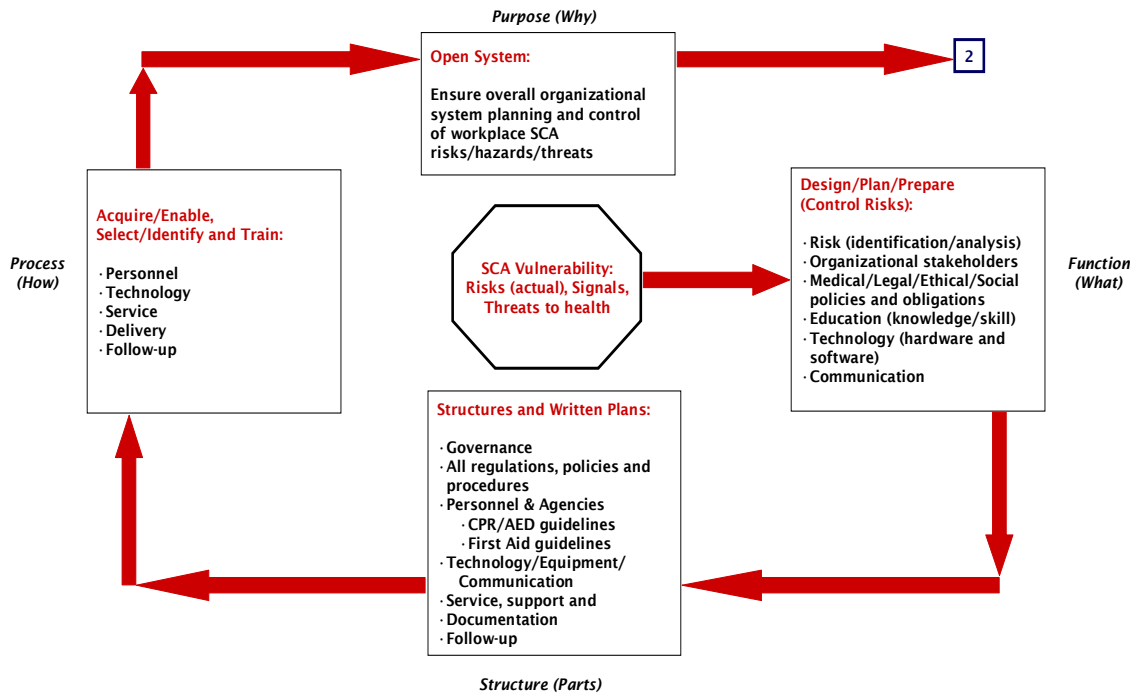 Purpose (Why)
Open System:
Ensure overall organizational
system planning and control
of workplace SCA
risks/hazards/threats
2
Design/Plan/Prepare
(Control Risks):
· Risk (identification/analysis)
· Organizational stakeholders
· Medical/Legal/Ethical/Social
policies and obligations
· Education (knowledge/skill)
· Technology (hardware and
software)
· Communication
Function
(What)
SCA Vulnerability:
Risks (actual), Signals,
Threats to health
Structures and Written Plans:
· Governance
· All regulations, policies and
procedures
· Personnel & Agencies
· CPR/AED guidelines
· First Aid guidelines
· Technology/Equipment/
Communication
· Service, support and
· Documentation
· Follow-up
Structure (Parts)
Acquire/Enable,
Select/Identify and Train:
· Personnel
· Technology
· Service
· Delivery
· Follow-up
Process
(How)